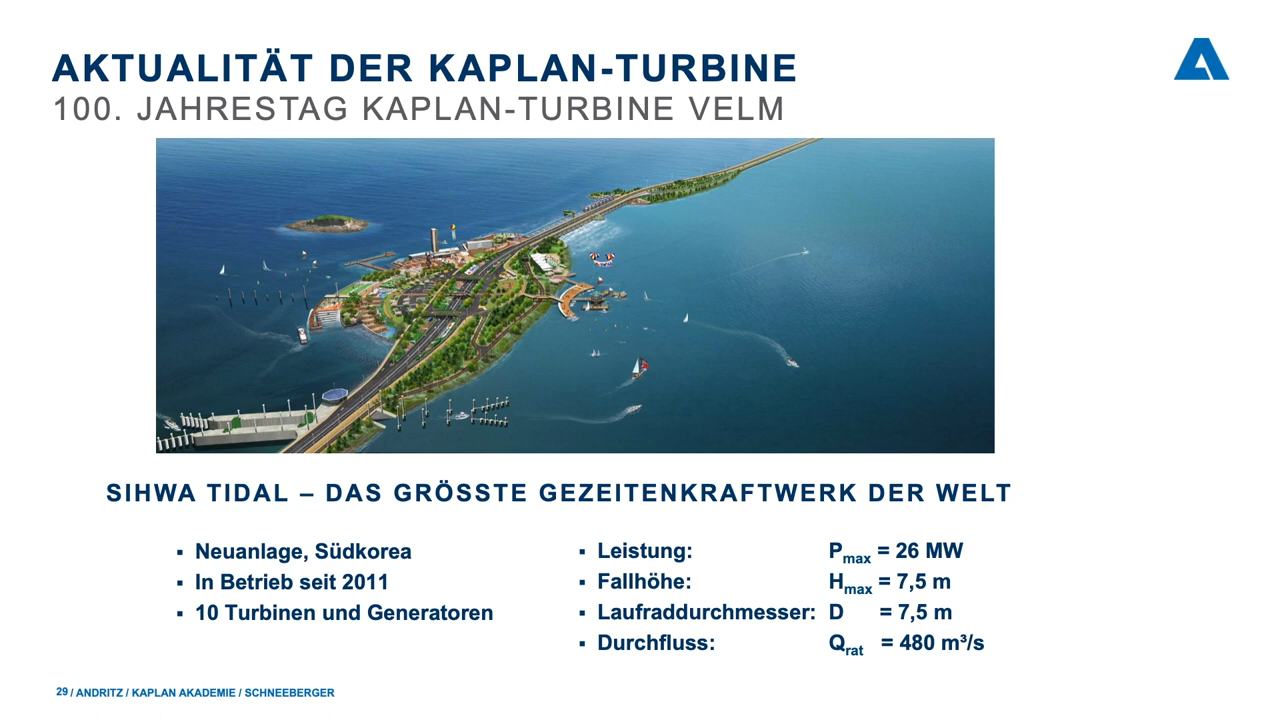 AKTUALITÄT DER KAPLAN-TURBINE
100. JAHRESTAG KAPLAN-TURBINE VELM
SIHWA TIDAL – DAS GRÖSSTE GEZEITENKRAFTWERK DER WELT
▪ Neuanlage, Südkorea
▪ In Betrieb seit 2011
▪ 10 Turbinen und Generatoren
▪ Leistung: Pmax = 26 MW
▪ Fallhöhe: Hmax = 7,5 m
▪ Laufraddurchmesser: D = 7,5 m
▪ Durchfluss: Qrat = 480 m³/s
29 / ANDRITZ / KAPLAN AKADEMIE / SCHNEEBERGER